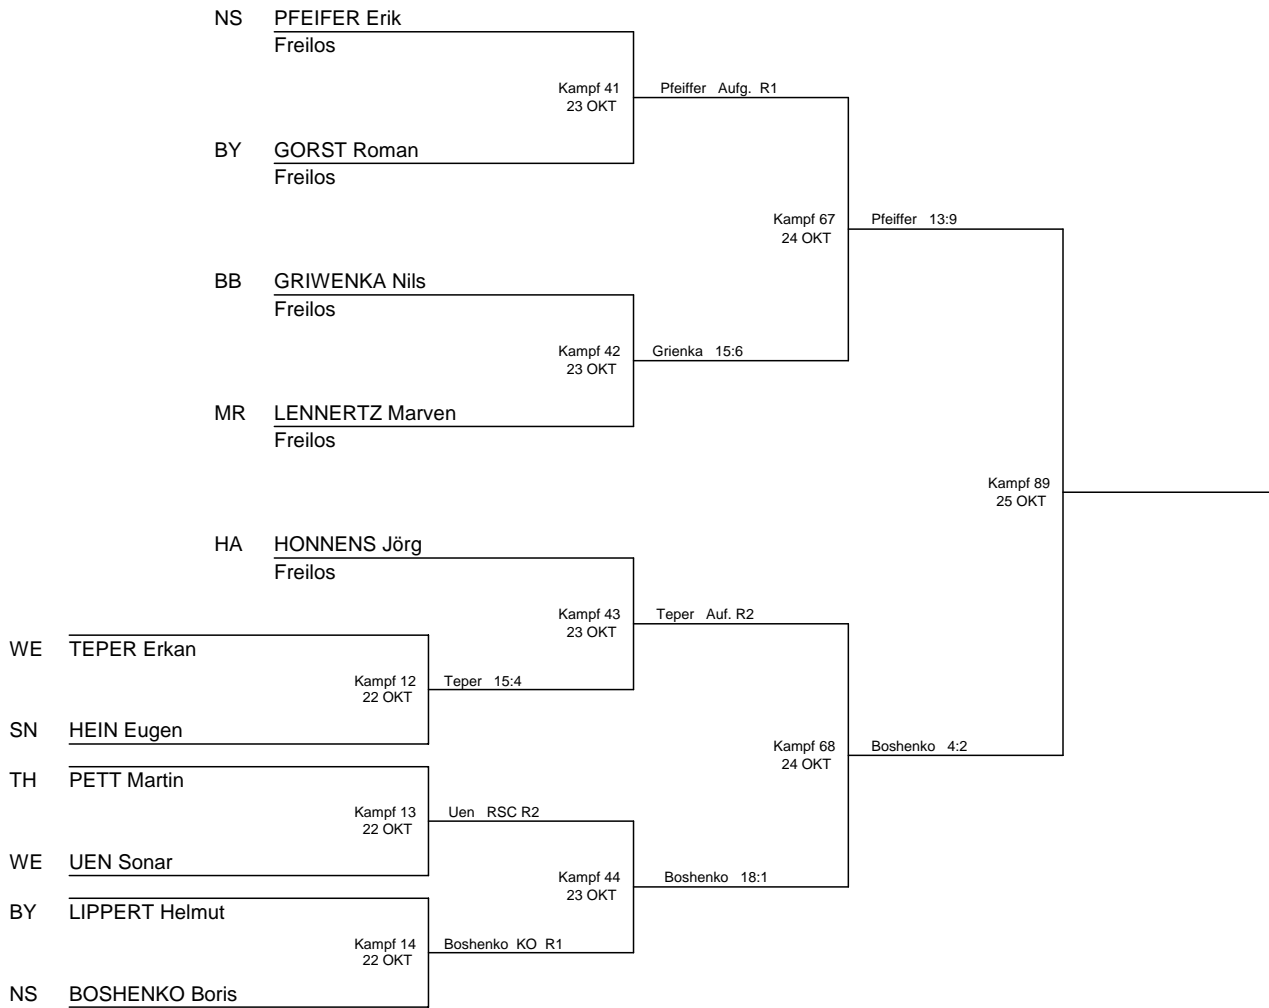 NS PFEIFER Erik
Freilos
Kampf 41 Pfeiffer Aufg. R1
23 OKT
BY GORST Roman
Freilos
Kampf 67 Pfeiffer 13:9
24 OKT
BB GRIWENKA Nils
Freilos
Kampf 42 Grienka 15:6
23 OKT
MR LENNERTZ Marven
Freilos
Kampf 89
25 OKT
HA HONNENS Jörg
Freilos
Kampf 43 Teper Auf. R2
23 OKT
WE TEPER Erkan
Kampf 12 Teper 15:4
22 OKT
SN HEIN Eugen
Kampf 68 Boshenko 4:2
24 OKT
TH PETT Martin
Kampf 13 Uen RSC R2
22 OKT
WE UEN Sonar
Kampf 44 Boshenko 18:1
23 OKT
BY LIPPERT Helmut
Kampf 14 Boshenko KO R1
22 OKT
NS BOSHENKO Boris